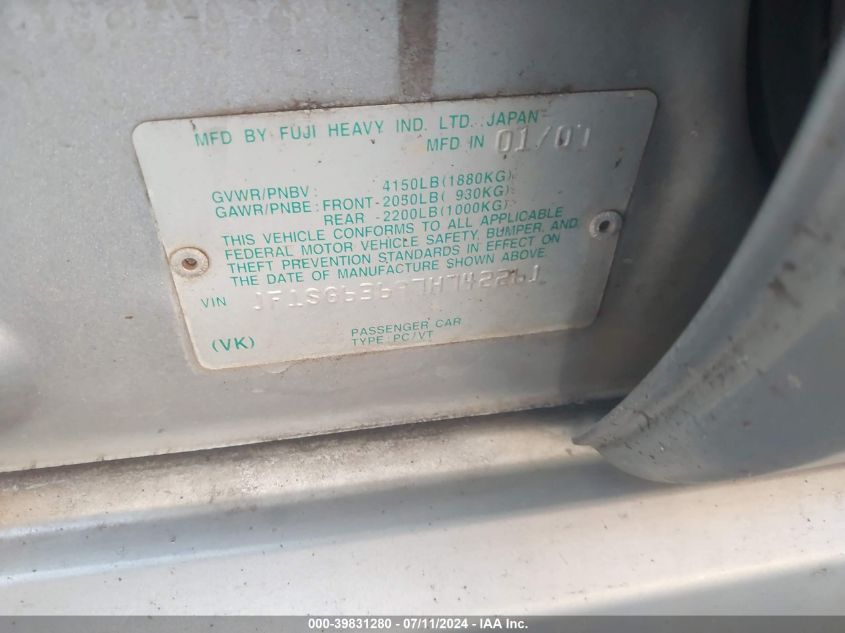 MFD BY FUJI HEAVY IND. LTD. JAPAN
MFD IN 01/07
GVWR/PNBV: 4150LB(1880KG)
GAWR/PNBE: FRONT-2050LB( 930KG)
REAR -2200LB(1000KG)
THIS VEHICLE CONFORMS TO ALL APPLICABLE
FEDERAL MOTOR VEHICLE SAFETY, BUMPER, AND
THEFT PREVENTION STANDARDS IN EFFECT ON
THE DATE OF MANUFACTURE SHOWN ABOVE.
VIN
PASSENGER CAR
(VK) TYPE: PC/VT
000-39831280 - 07/11/2024 - IAA Inc.